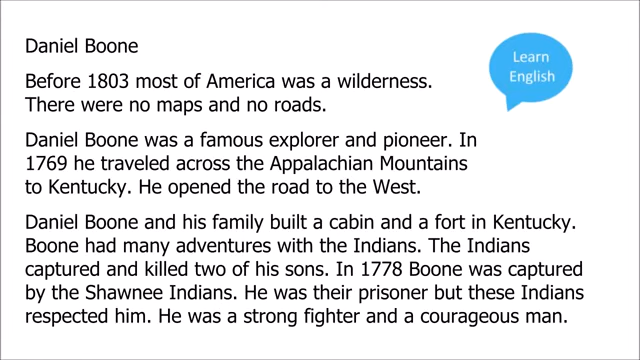 Daniel Boone
Learn
English
Before 1803 most of America was a wilderness.
There were no maps and no roads.
Daniel Boone was a famous explorer and pioneer. In
1769 he traveled across the Appalachian Mountains
to Kentucky. He opened the road to the West.
Daniel Boone and his family built a cabin and a fort in Kentucky.
Boone had many adventures with the Indians. The Indians
captured and killed two of his sons. In 1778 Boone was captured
by the Shawnee Indians. He was their prisoner but these Indians
respected him. He was a strong fighter and a courageous man.